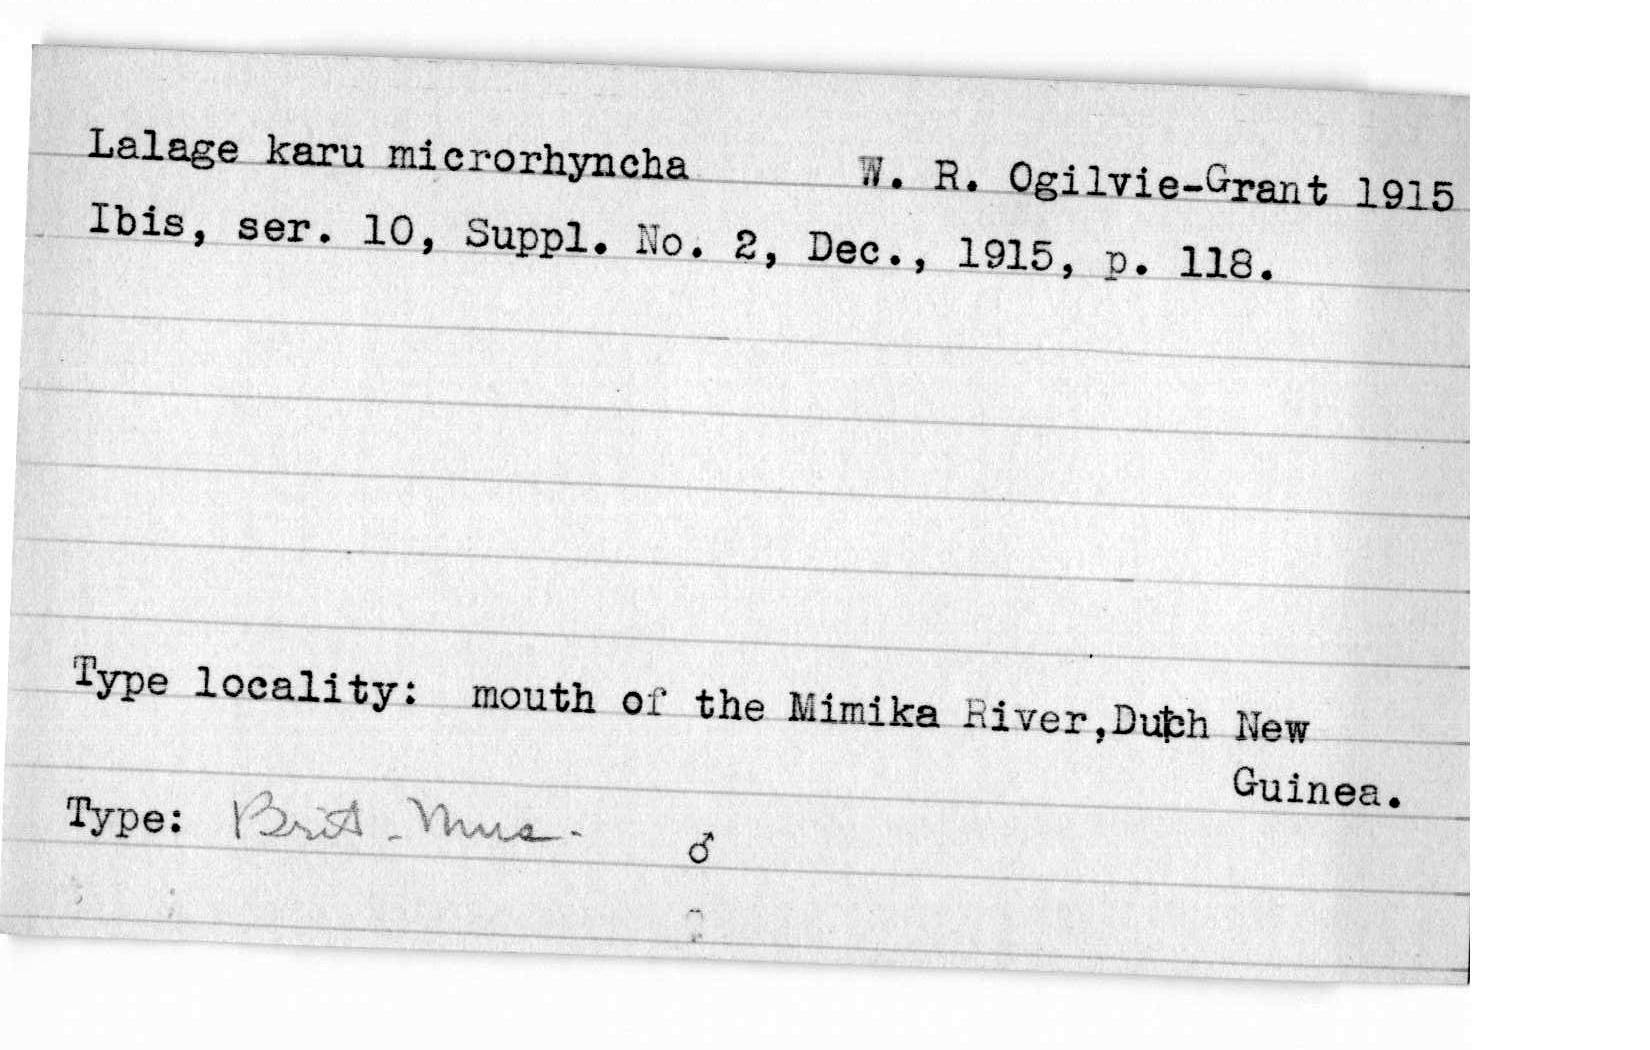 Lalage karu microrhyncha W. R. Ogilvie-Grant 1915
Ibis, ser. 10, Suppl. No. 2, Dec., 1915, p. 118.
Type locality: mouth of the Mimika River,Dutch New
Guinea.
Type: Brit. Mus. ♂